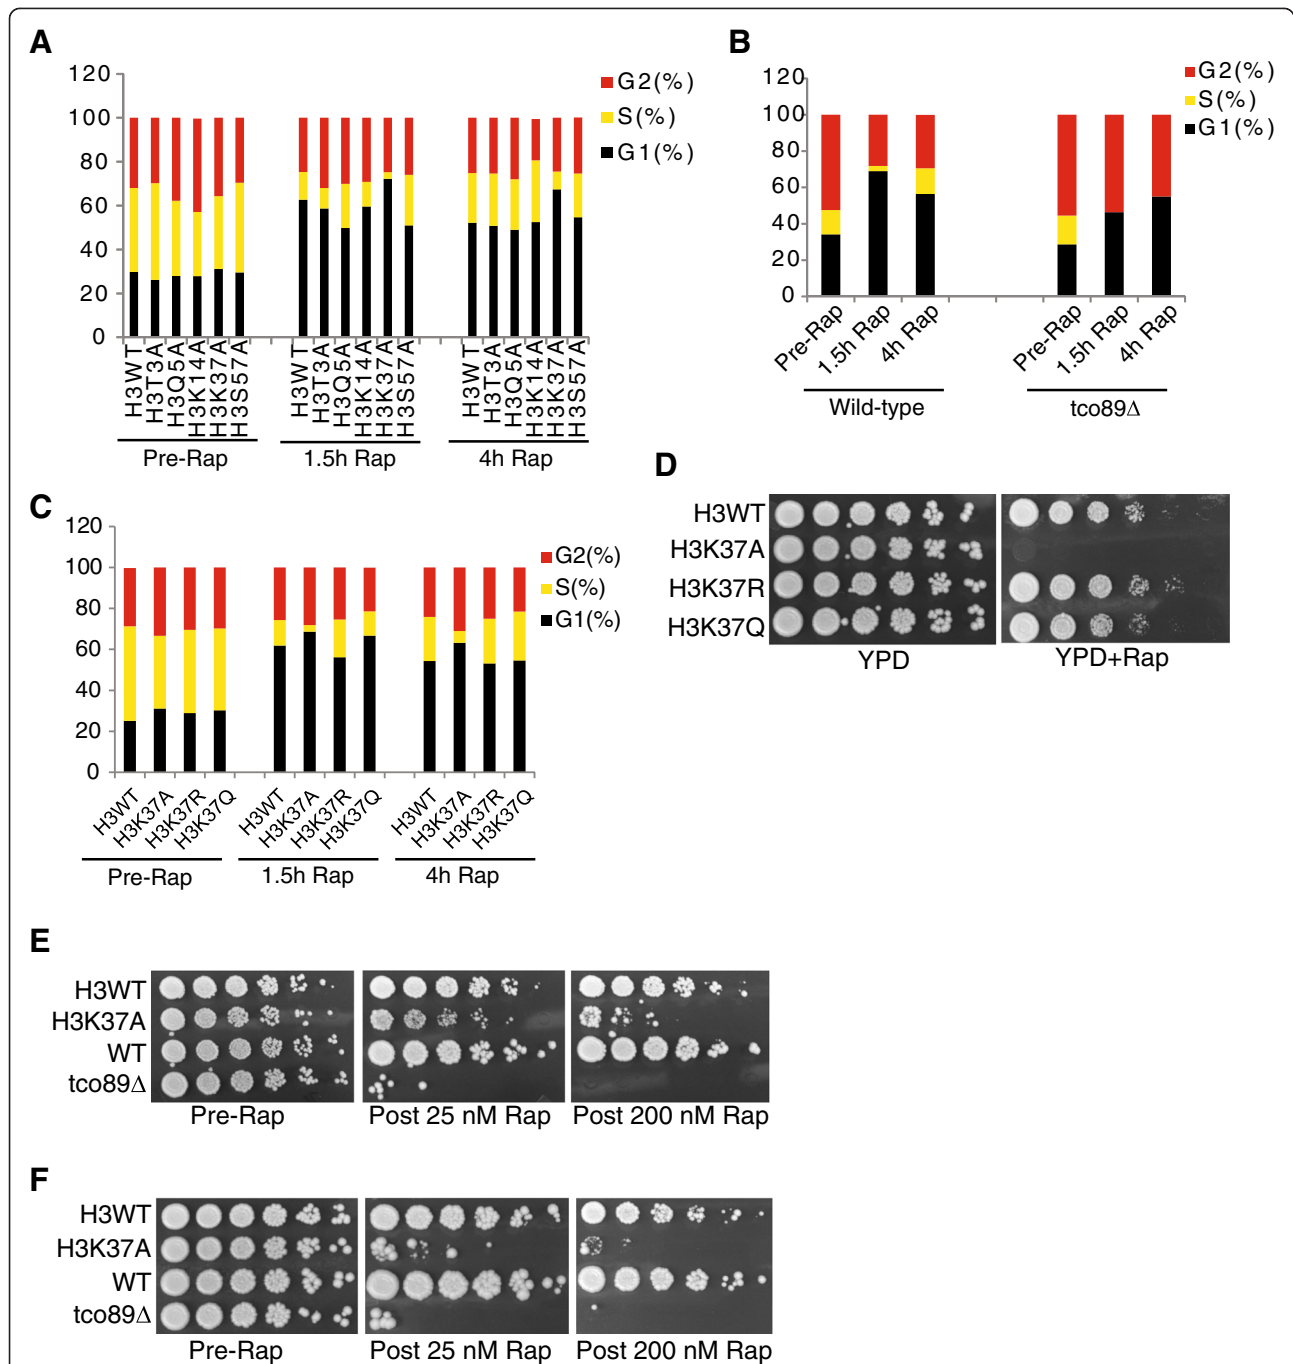 A
120
100
80
60
40
20
0
G2(%)
S(%)
G1(%)
H3WT
H3T3A
H3Q5A
H3K14A
H3K37A
H3S57A
H3WT
H3T3A
H3Q5A
H3K14A
H3K37A
H3S57A
H3WT
H3T3A
H3Q5A
H3K14A
H3K37A
H3S57A
Pre-Rap
1.5h Rap
4h Rap
B
120
100
80
60
40
20
0
G2(%)
S(%)
G1(%)
Pre-Rap
1.5h Rap
4h Rap
Pre-Rap
1.5h Rap
4h Rap
Wild-type
tco89Δ
C
120
100
80
60
40
20
0
G2(%)
S(%)
G1(%)
H3WT
H3K37A
H3K37R
H3K37Q
H3WT
H3K37A
H3K37R
H3K37Q
H3WT
H3K37A
H3K37R
H3K37Q
Pre-Rap
1.5h Rap
4h Rap
D
H3WT
H3K37A
H3K37R
H3K37Q
YPD
YPD+Rap
E
H3WT
H3K37A
WT
tco89Δ
Pre-Rap
Post 25 nM Rap
Post 200 nM Rap
F
H3WT
H3K37A
WT
tco89Δ
Pre-Rap
Post 25 nM Rap
Post 200 nM Rap